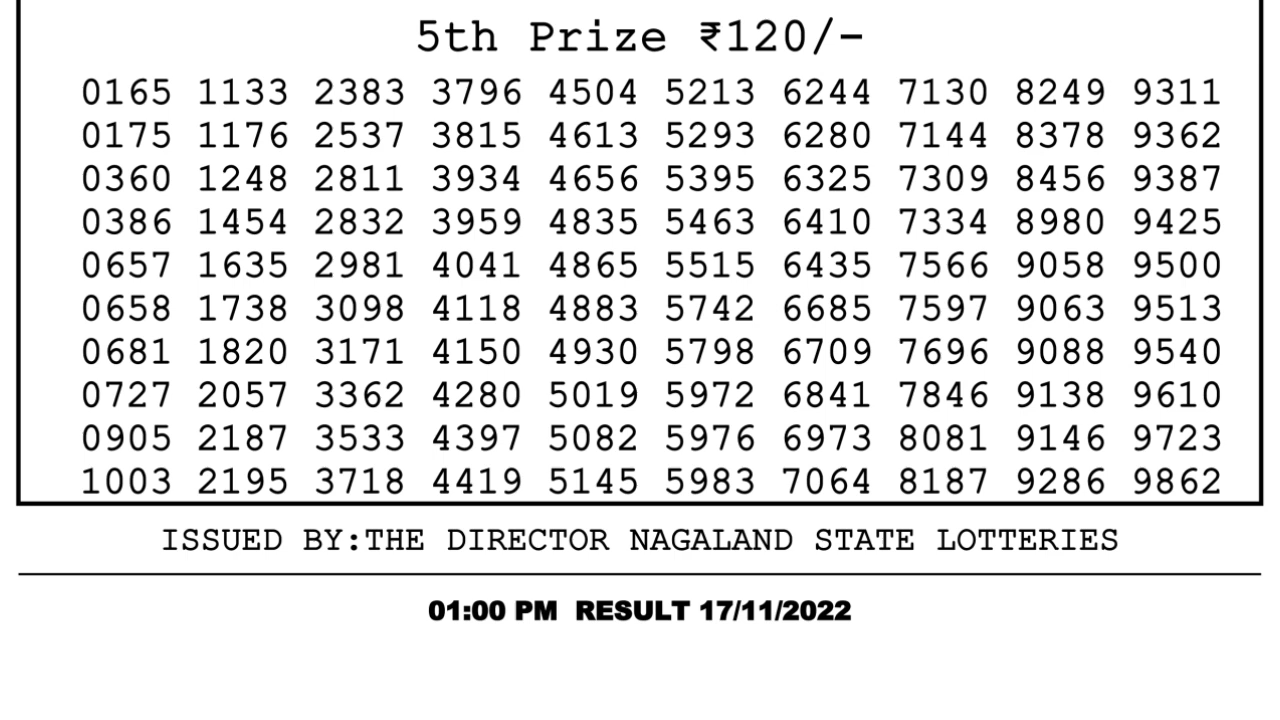 5th Prize ₹120/-
0165 1133 2383 3796 4504 5213 6244 7130 8249 9311
0175 1176 2537 3815 4613 5293 6280 7144 8378 9362
0360 1248 2811 3934 4656 5395 6325 7309 8456 9387
0386 1454 2832 3959 4835 5463 6410 7334 8980 9425
0657 1635 2981 4041 4865 5515 6435 7566 9058 9500
0658 1738 3098 4118 4883 5742 6685 7597 9063 9513
0681 1820 3171 4150 4930 5798 6709 7696 9088 9540
0727 2057 3362 4280 5019 5972 6841 7846 9138 9610
0905 2187 3533 4397 5082 5976 6973 8081 9146 9723
1003 2195 3718 4419 5145 5983 7064 8187 9286 9862
ISSUED BY:THE DIRECTOR NAGALAND STATE LOTTERIES
01:00 PM RESULT 17/11/2022